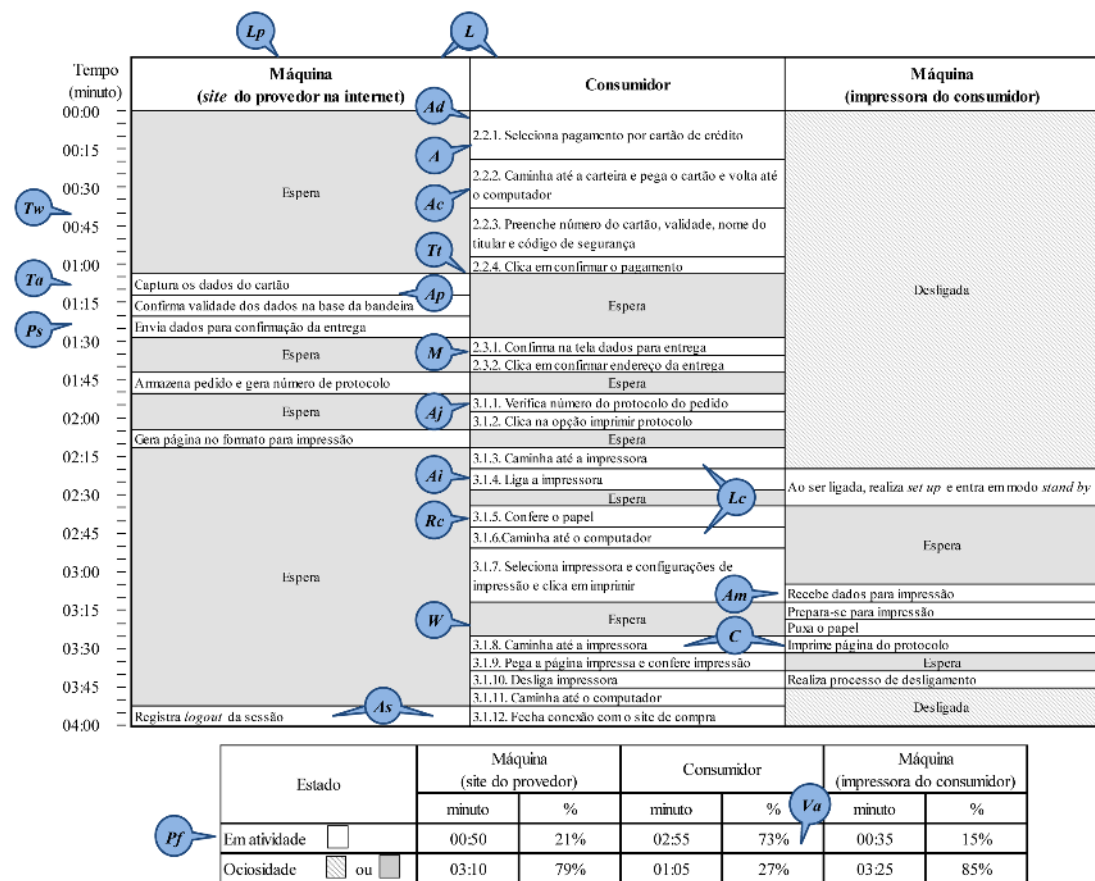 Lp
L
Tempo
(minuto)
Máquina
(site do provedor na internet)
Consumidor
Máquina
(impressora do consumidor)
00:00
Ad
2.2.1. Seleciona pagamento por cartão de crédito
00:15
A
Espera
2.2.2. Caminha até a carteira e pega o cartão e volta até
o computador
00:30
Ac
Tw
00:45
2.2.3. Preenche número do cartão, validade, nome do
titular e código de segurança
Tt
01:00
2.2.4. Clica em confirmar o pagamento
Ta
Captura os dados do cartão
Ap
Desligada
01:15
Confirma validade dos dados na base da bandeira
Espera
Ps
Envia dados para confirmação da entrega
01:30
Espera
M
2.3.1. Confirma na tela dados para entrega
2.3.2. Clica em confirmar endereço da entrega
01:45
Armazena pedido e gera número de protocolo
Espera
Espera
Aj
3.1.1. Verifica número do protocolo do pedido
02:00
3.1.2. Clica na opção imprimir protocolo
Gera página no formato para impressão
Espera
02:15
3.1.3. Caminha até a impressora
Ai
3.1.4. Liga a impressora
Lc
Ao ser ligada, realiza set up e entra em modo stand by
02:30
Espera
Rc
3.1.5. Confere o papel
02:45
3.1.6.Caminha até o computador
Espera
Espera
03:00
3.1.7. Seleciona impressora e configurações de
impressão e clica em imprimir
Am
Recebe dados para impressão
03:15
W
Espera
Prepara-se para impressão
Puxa o papel
03:30
3.1.8. Caminha até a impressora
C
Imprime página do protocolo
3.1.9. Pega a página impressa e confere impressão
Espera
03:45
3.1.10. Desliga impressora
Realiza processo de desligamento
3.1.11. Caminha até o computador
Desligada
04:00
Registra logout da sessão
As
3.1.12. Fecha conexão com o site de compra
Estado
Máquina
(site do provedor)
Consumidor
Máquina
(impressora do consumidor)
minuto % minuto % Va minuto %
Pf
Em atividade 00:50 21% 02:55 73% 00:35 15%
Ociosidade ou 03:10 79% 01:05 27% 03:25 85%